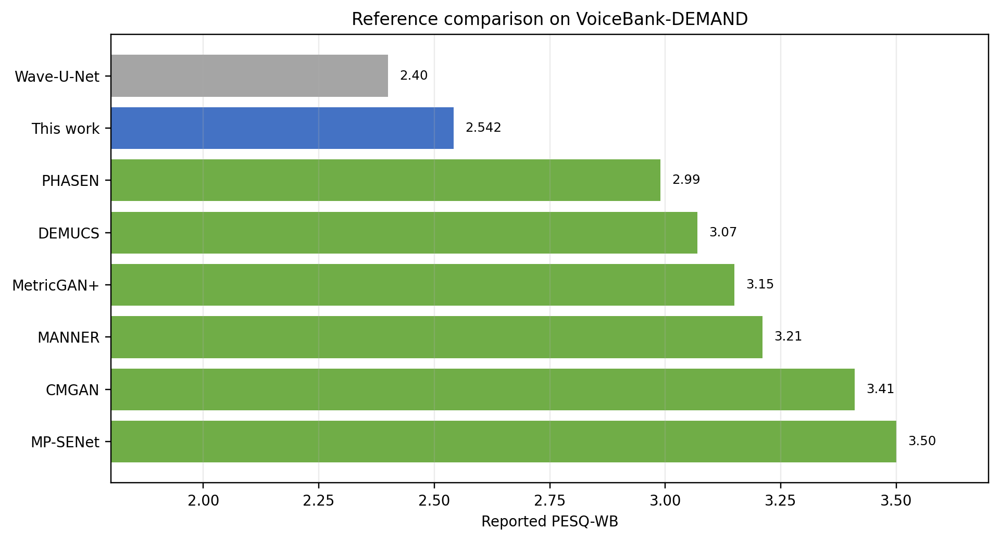 Reference comparison on VoiceBank-DEMAND
Wave-U-Net 2.40
This work 2.542
PHASEN 2.99
DEMUCS 3.07
MetricGAN+ 3.15
MANNER 3.21
CMGAN 3.41
MP-SENet 3.50
2.00 2.25 2.50 2.75 3.00 3.25 3.50
Reported PESQ-WB